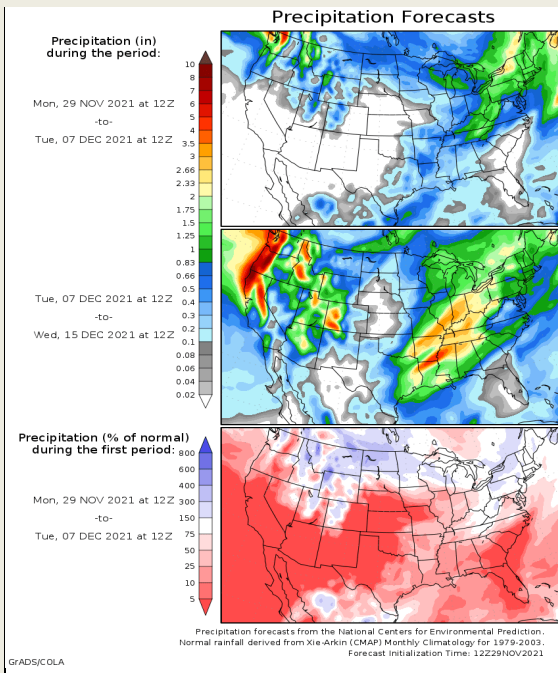 Precipitation Forecasts
Precipitation (in)
during the period:
Mon, 29 NOV 2021 at 12Z
-to-
Tue, 07 DEC 2021 at 12Z
10
8
7
6
5
4
3.5
3
2.66
2.33
2
1.75
1.5
1.25
1
0.83
0.66
0.5
0.4
0.3
0.2
0.1
0.08
0.06
0.04
0.02
Tue, 07 DEC 2021 at 12Z
-to-
Wed, 15 DEC 2021 at 12Z
Precipitation (% of normal)
during the first period:
Mon, 29 NOV 2021 at 12Z
-to-
Tue, 07 DEC 2021 at 12Z
800
600
400
300
150
75
50
25
10
5
Precipitation forecasts from the National Centers for Environmental Prediction.
Normal rainfall derived from Xie-Arkin (CMAP) Monthly Climatology for 1979-2003.
Forecast Initialization Time: 12Z29NOV2021
GrADS/COLA